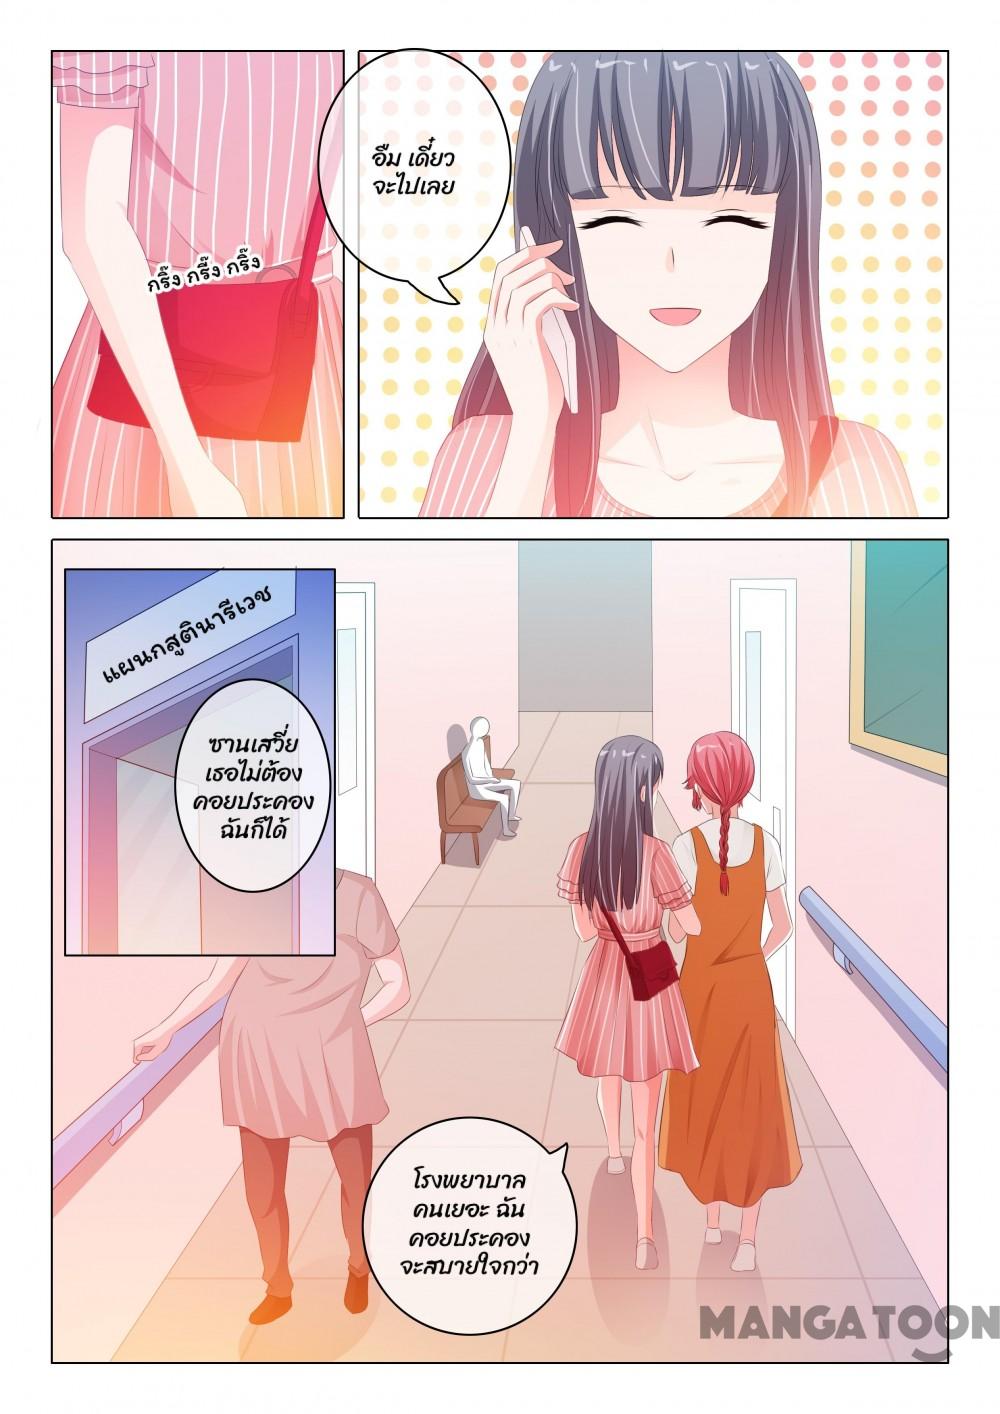 กริ๊ง กริ๊ง กริ๊ง
อืม เดี๋ยว
จะไปเลย
แผนกสูตินารีเวช
ซานเสวี่ย
เธอไม่ต้อง
คอยประคอง
ฉันก็ได้
โรงพยาบาล
คนเยอะ ฉัน
คอยประคอง
จะสบายใจกว่า
MANGATOON